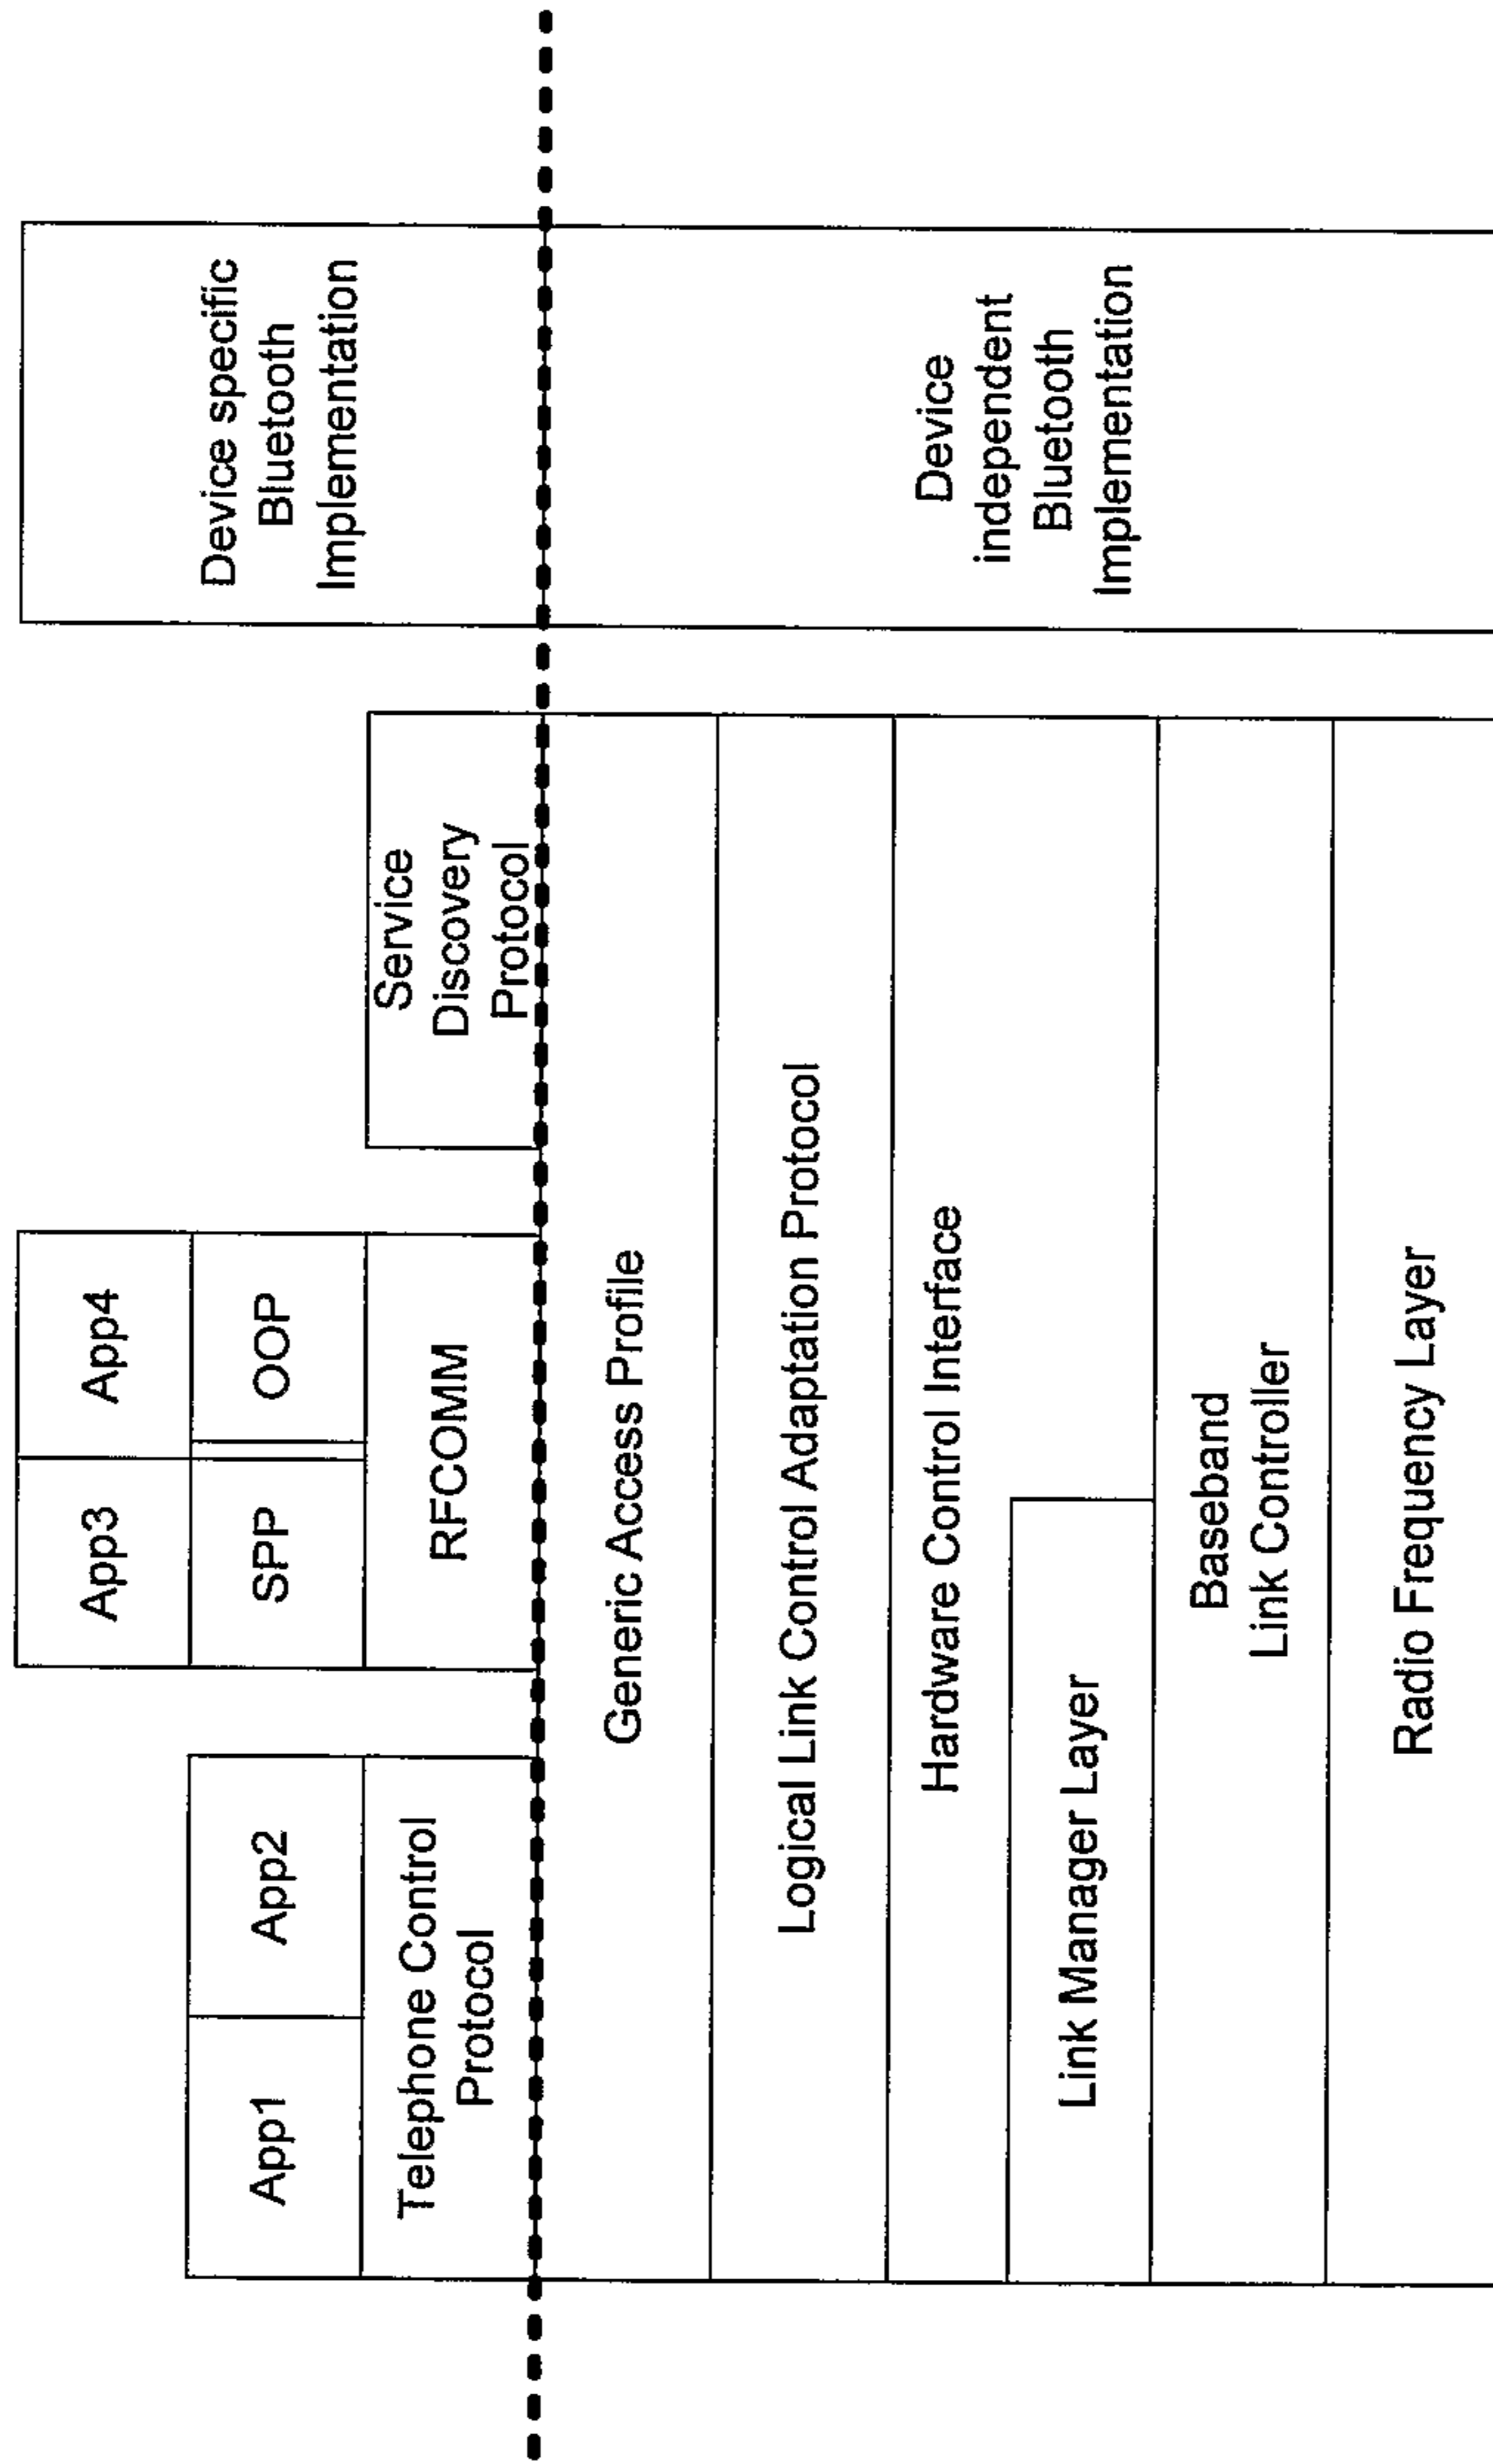 App3
App4
Device specific
Bluetooth
Implementation
App1
App2
SPP
OOP
Telephone Control
Protocol
RFCOMM
Service
Discovery
Protocol
Generic Access Profile
Logical Link Control Adaptation Protocol
Hardware Control Interface
Link Manager Layer
Baseband
Link Controller
Radio Frequency Layer
Device
independent
Bluetooth
Implementation